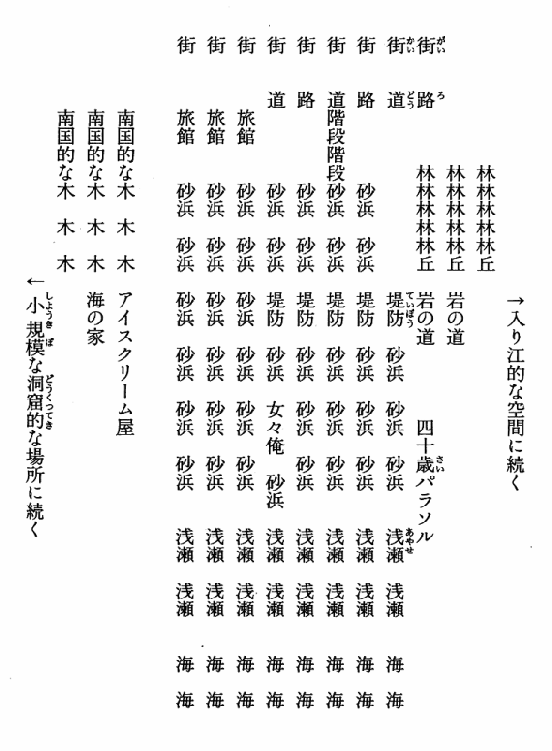 →入り江的な空間に続く
林林林林林丘
林林林林林丘 岩の道
街 路 林林林林林丘 岩の道 四十歳パラソル
街 道 堤防 砂浜 砂浜 砂浜 浅瀬 浅瀬 海 海
街 路 砂浜 砂浜 堤防 砂浜 砂浜 砂浜 浅瀬 浅瀬 海 海
街 道階段階段砂浜 砂浜 堤防 砂浜 砂浜 砂浜 浅瀬 浅瀬 海 海
街 路 砂浜 砂浜 堤防 砂浜 砂浜 砂浜 浅瀬 浅瀬 海 海
街 道 砂浜 砂浜 堤防 砂浜 女々俺 砂浜 浅瀬 浅瀬 海 海
街 旅館 砂浜 砂浜 砂浜 砂浜 砂浜 砂浜 浅瀬 浅瀬 海 海
街 旅館 砂浜 砂浜 砂浜 砂浜 砂浜 砂浜 浅瀬 浅瀬 海 海
街 旅館 砂浜 砂浜 砂浜 砂浜 砂浜 砂浜 浅瀬 浅瀬 海 海
南国的な木 木 木 アイスクリーム屋
南国的な木 木 木 海の家
南国的な木 木 木
←小規模な洞窟的な場所に続く